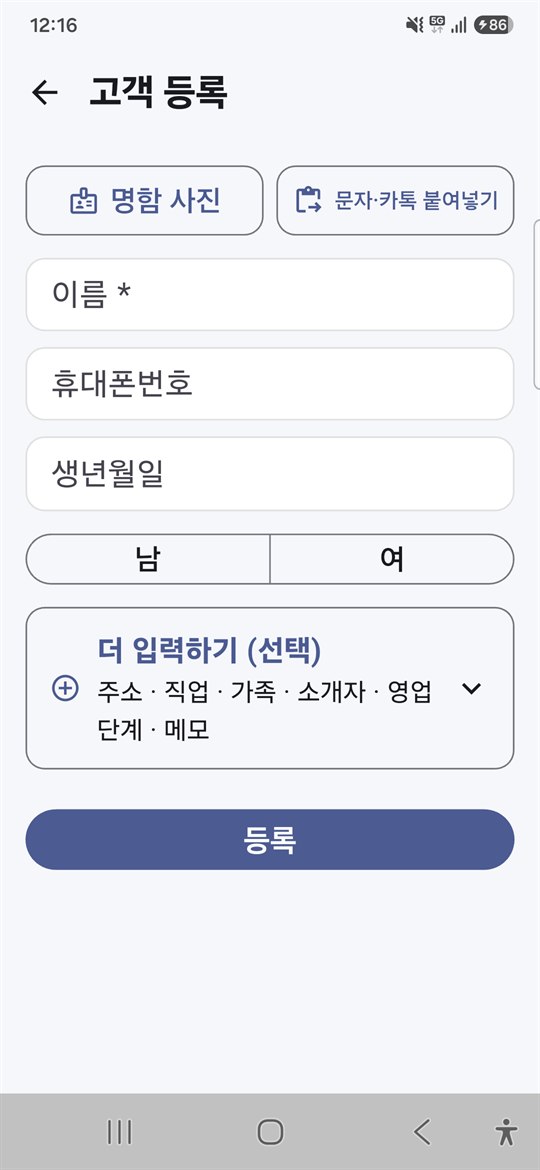 12:16
5G
86
고객 등록
명함 사진
문자·카톡 붙여넣기
이름 *
휴대폰번호
생년월일
남
여
더 입력하기 (선택)
주소 · 직업 · 가족 · 소개자 · 영업
단계 · 메모
등록